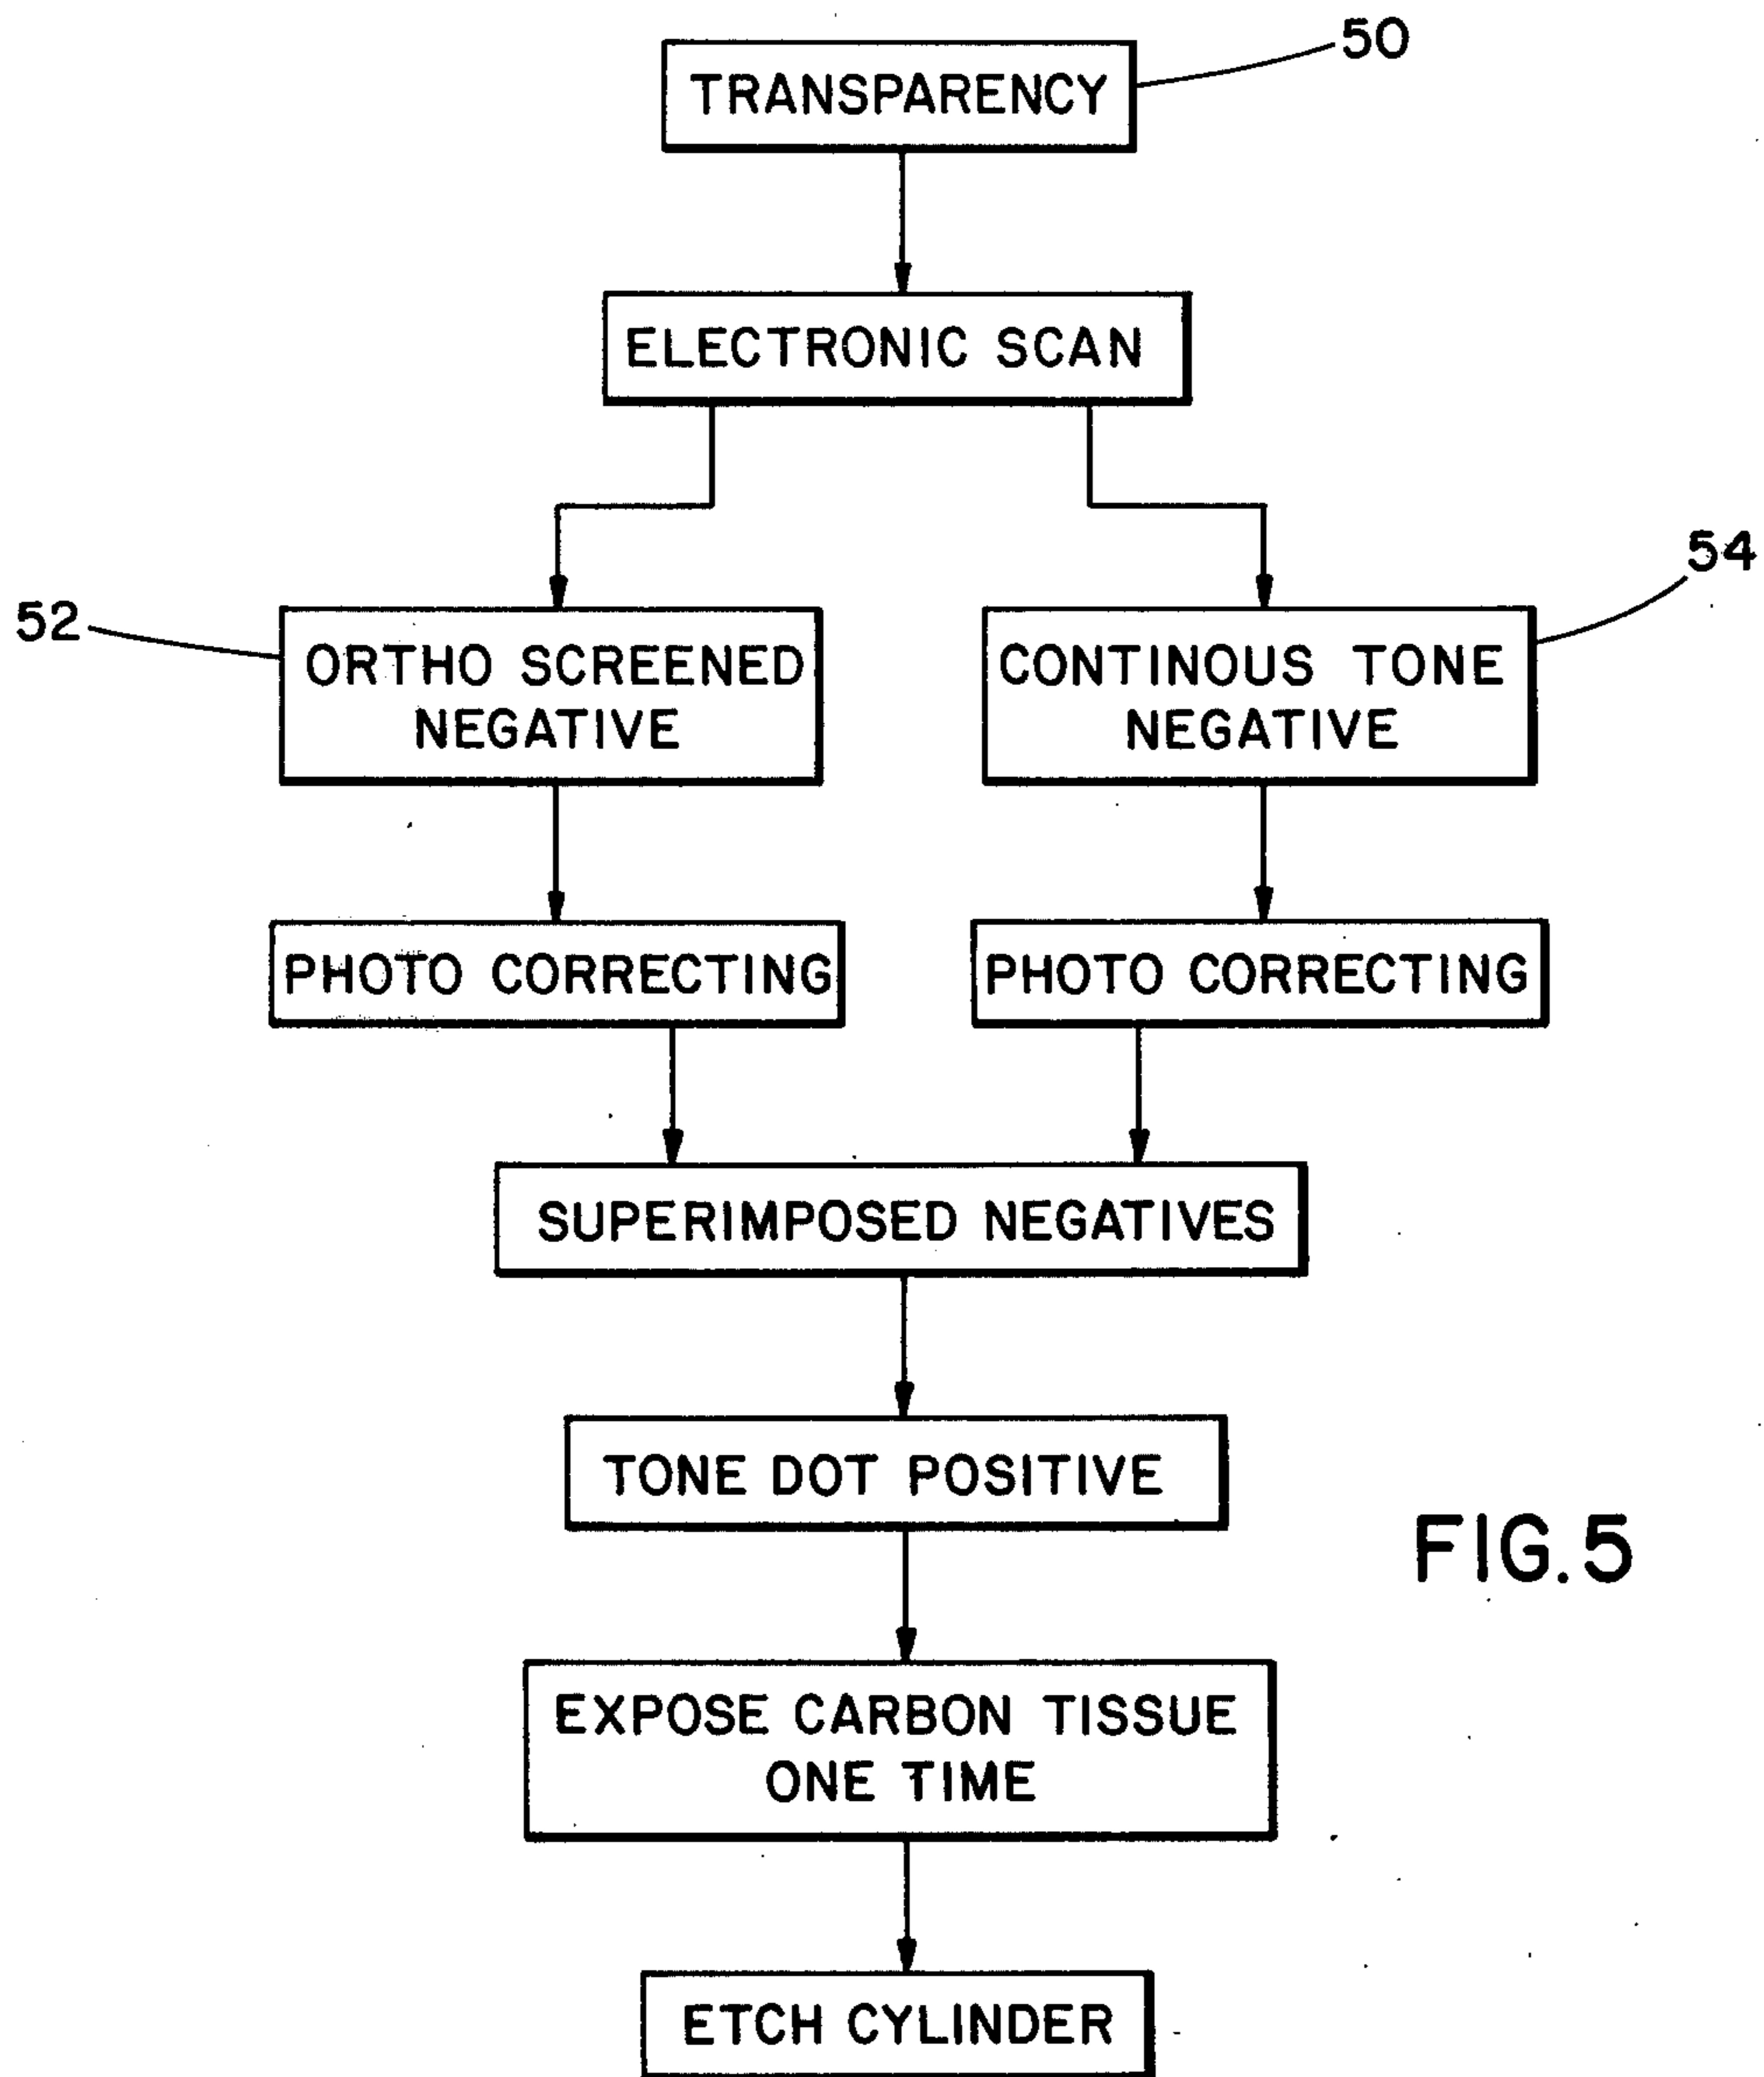 50
TRANSPARENCY
ELECTRONIC SCAN
52
ORTHO SCREENED
NEGATIVE
54
CONTINOUS TONE
NEGATIVE
PHOTO CORRECTING
PHOTO CORRECTING
SUPERIMPOSED NEGATIVES
TONE DOT POSITIVE
FIG.5
EXPOSE CARBON TISSUE
ONE TIME
ETCH CYLINDER